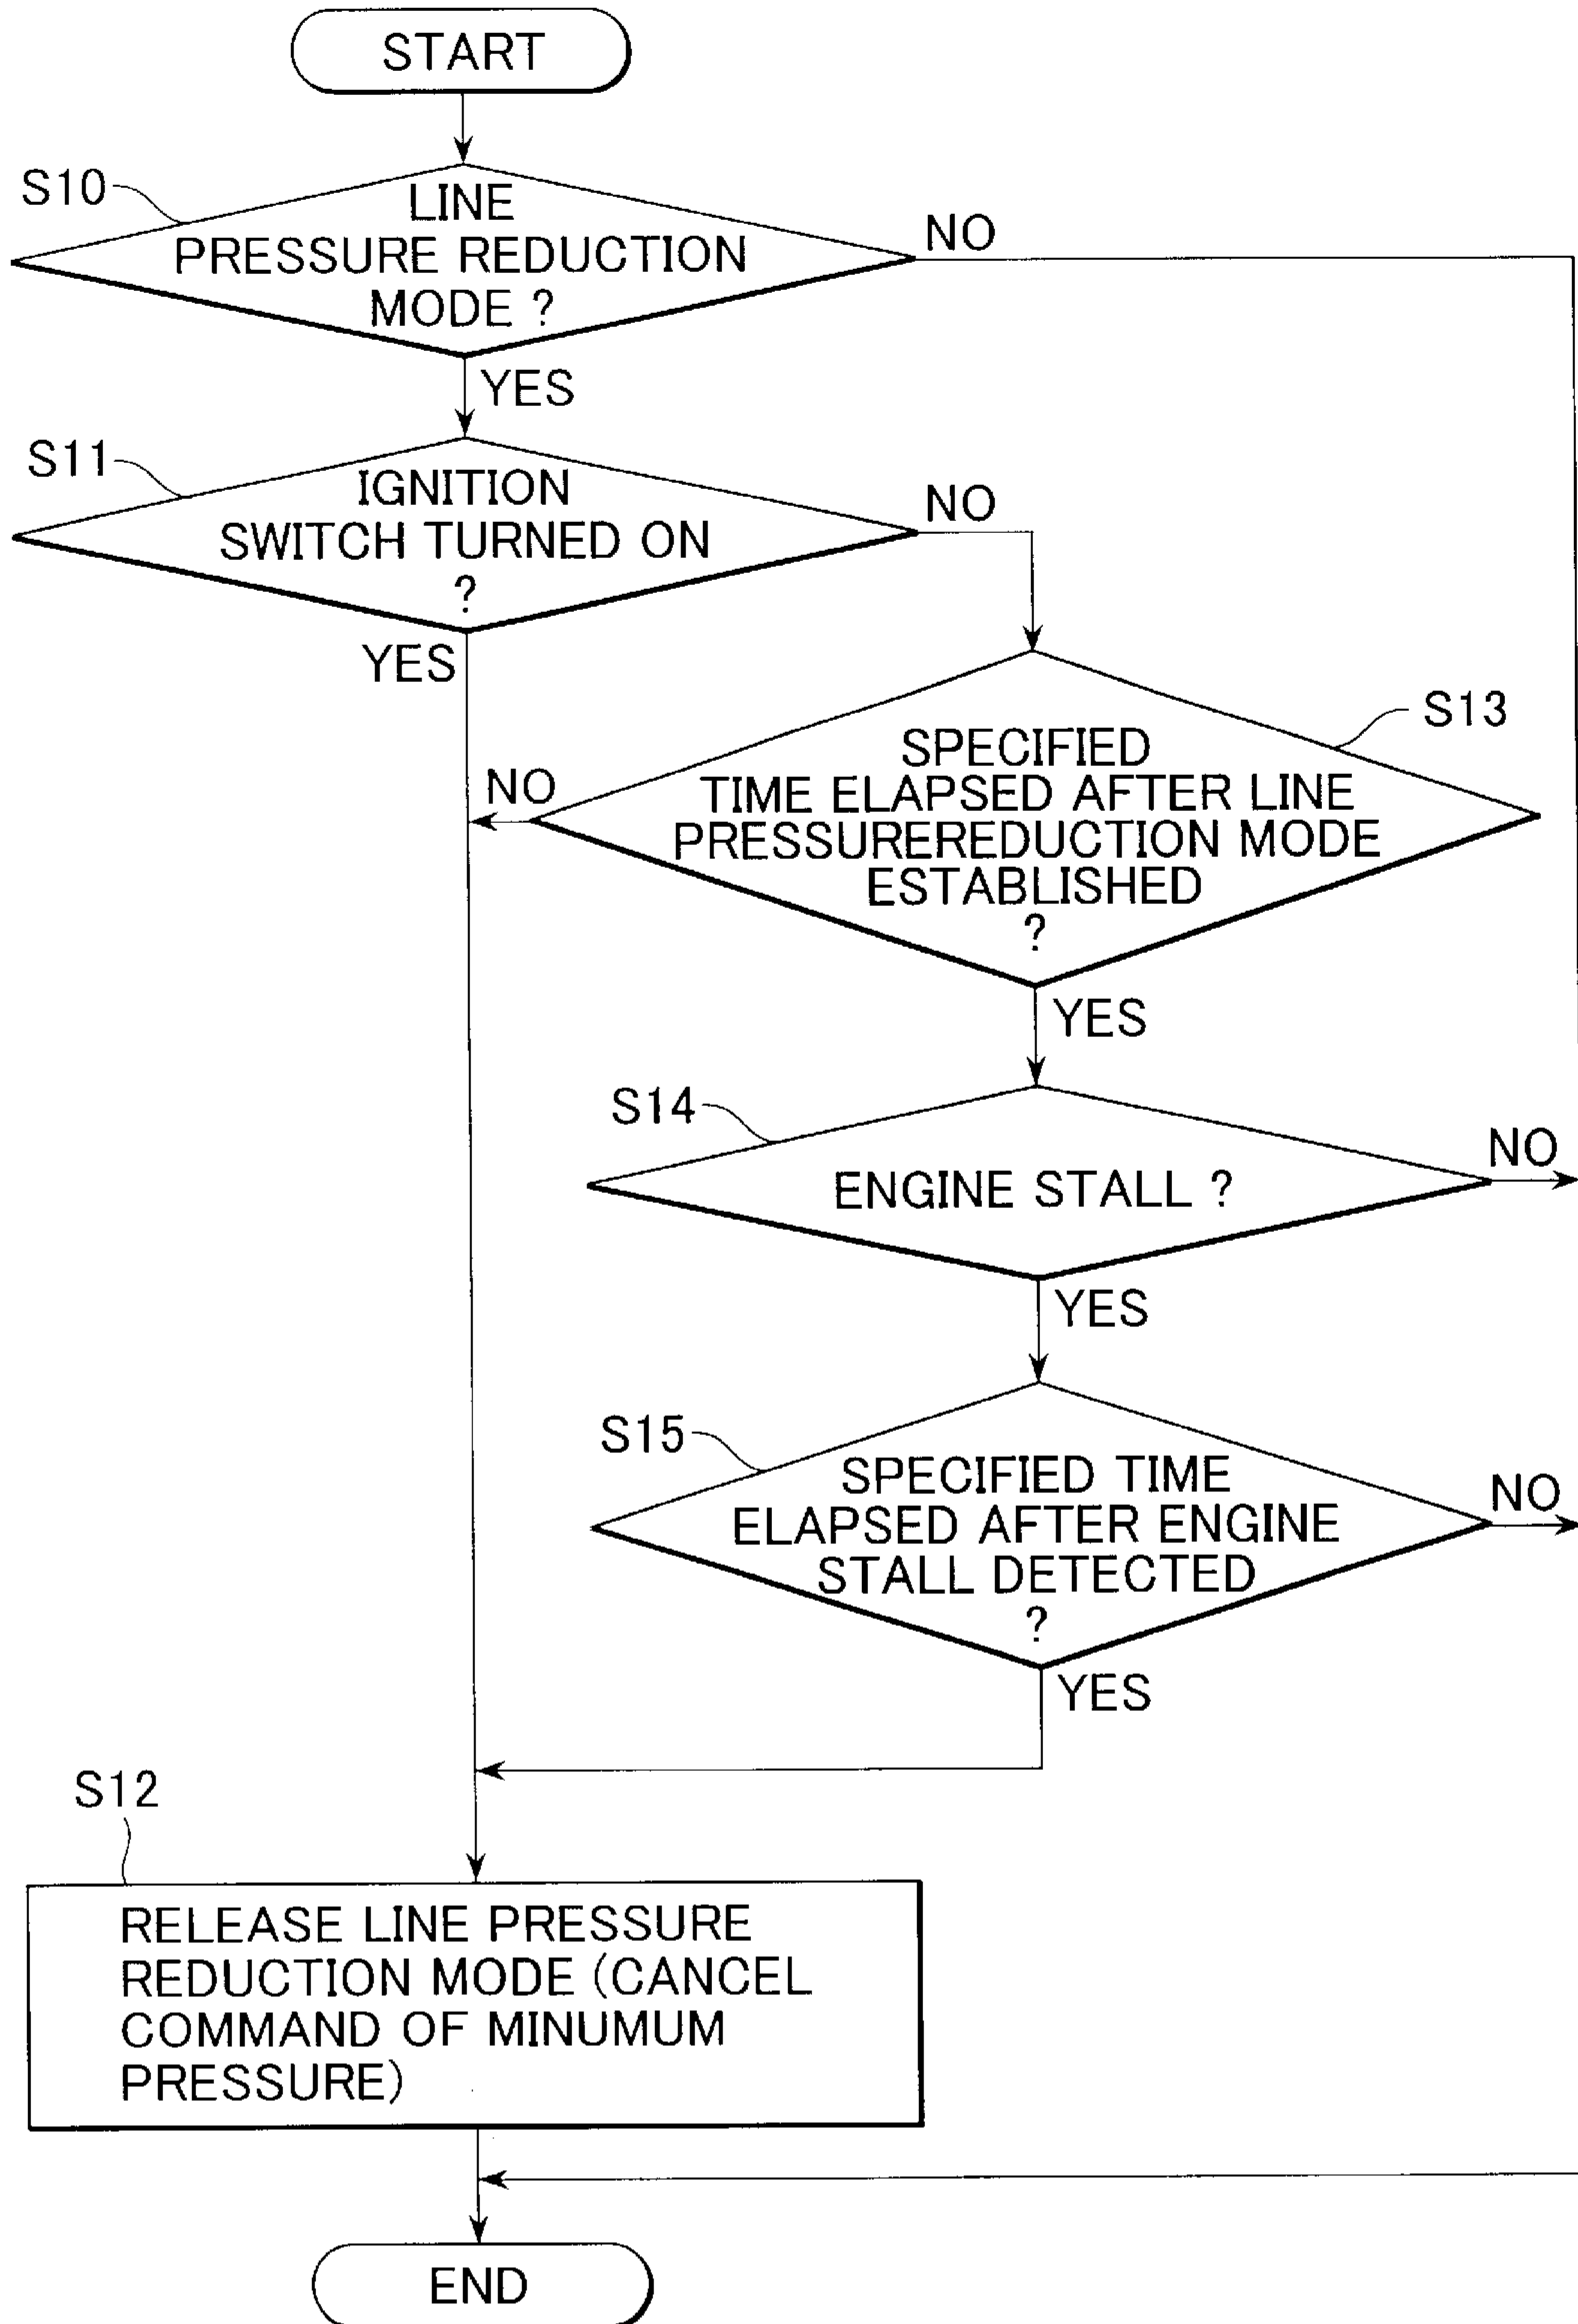 START
S10
LINE
PRESSURE REDUCTION
MODE ?
NO
YES
S11
IGNITION
SWITCH TURNED ON
?
NO
YES
S13
SPECIFIED
TIME ELAPSED AFTER LINE
PRESSUREREDUCTION MODE
ESTABLISHED
?
NO
YES
S14
ENGINE STALL ?
NO
YES
S15
SPECIFIED TIME
ELAPSED AFTER ENGINE
STALL DETECTED
?
NO
YES
S12
RELEASE LINE PRESSURE
REDUCTION MODE (CANCEL
COMMAND OF MINUMUM
PRESSURE)
END